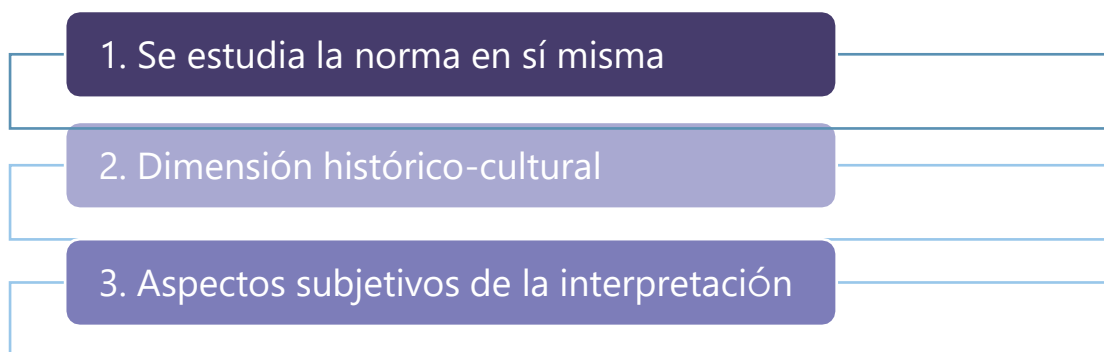 1. Se estudia la norma en sí misma
2. Dimensión histórico-cultural
3. Aspectos subjetivos de la interpretación